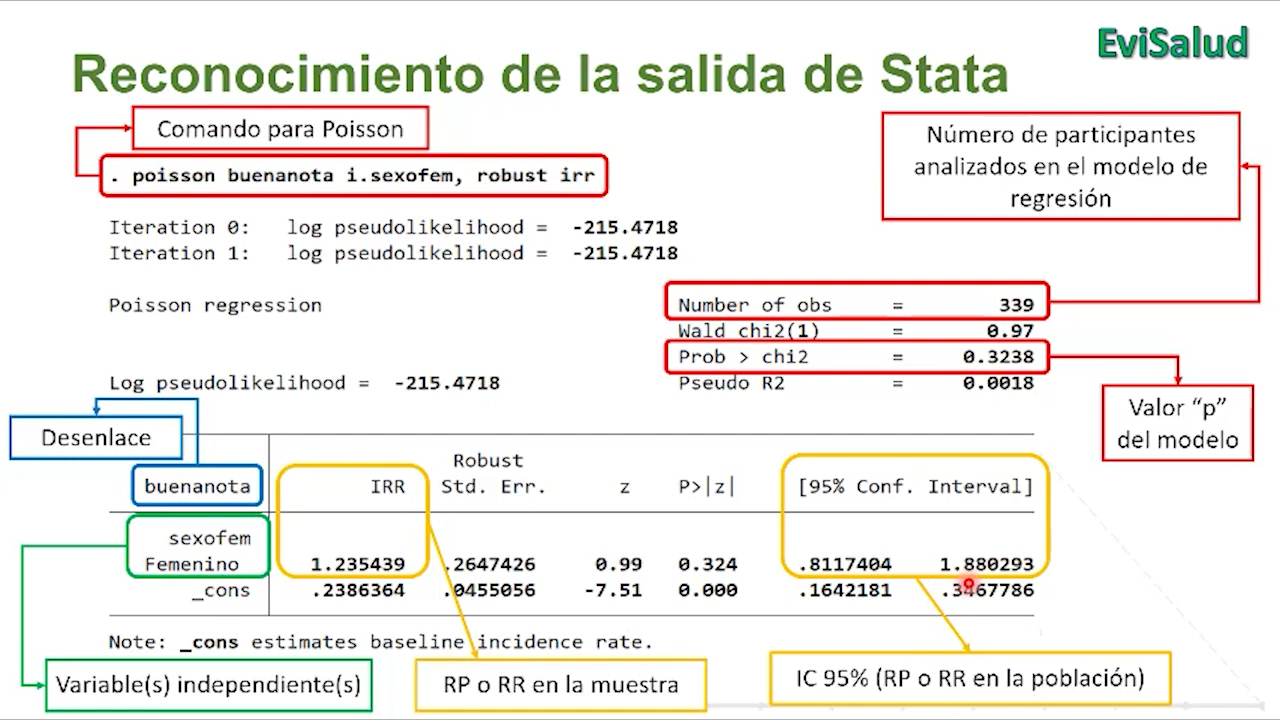 EviSalud
Reconocimiento de la salida de Stata
Comando para Poisson
Número de participantes
analizados en el modelo de
regresión
. poisson buenanota i.sexofem, robust irr
Iteration 0:   log pseudolikelihood =  -215.4718
Iteration 1:   log pseudolikelihood =  -215.4718
Poisson regression
Number of obs     =        339
Wald chi2(1)      =       0.97
Prob > chi2       =     0.3238
Log pseudolikelihood =  -215.4718
Pseudo R2         =     0.0018
Valor “p”
del modelo
Desenlace
Robust
buenanota   IRR   Std. Err.   z   P>|z|   [95% Conf. Interval]
sexofem
Femenino   1.235439   .2647426   0.99   0.324   .8117404   1.880293
_cons   .2386364   .0455056   -7.51   0.000   .1642181   .3467786
Note: _cons estimates baseline incidence rate.
Variable(s) independiente(s)
RP o RR en la muestra
IC 95% (RP o RR en la población)